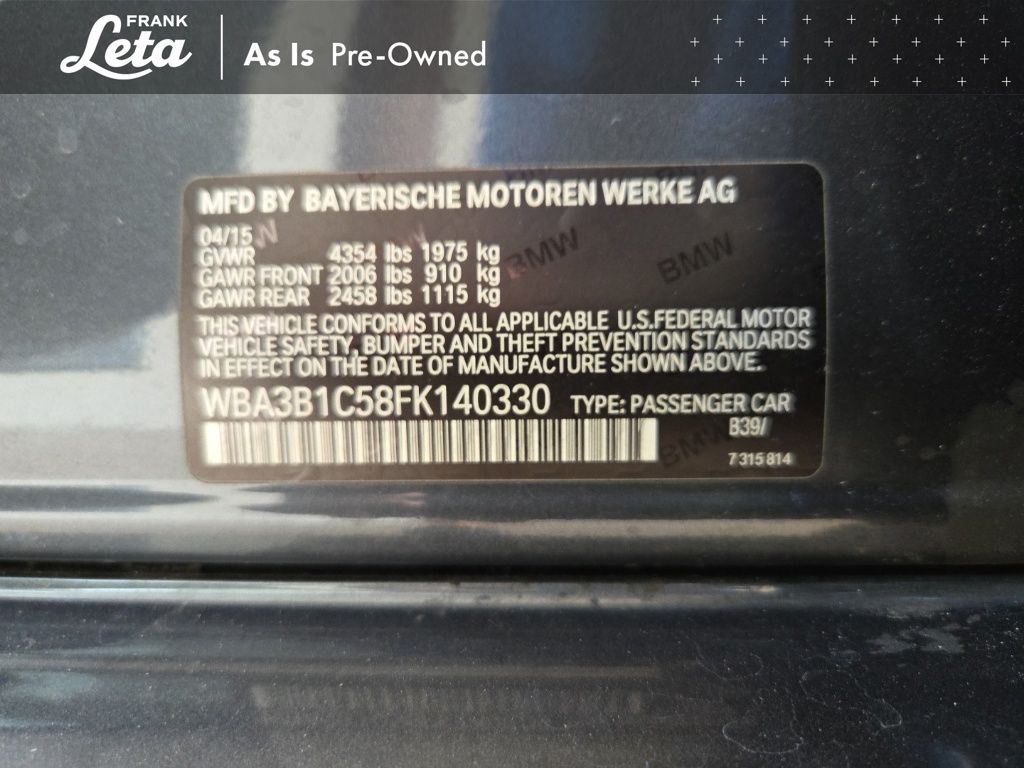 FRANK
Leta
As Is Pre-Owned
MFD BY BAYERISCHE MOTOREN WERKE AG
04/15
GVWR 4354 lbs 1975 kg
GAWR FRONT 2006 lbs 910 kg
GAWR REAR 2458 lbs 1115 kg
THIS VEHICLE CONFORMS TO ALL APPLICABLE U.S.FEDERAL MOTOR
VEHICLE SAFETY, BUMPER AND THEFT PREVENTION STANDARDS
IN EFFECT ON THE DATE OF MANUFACTURE SHOWN ABOVE.
WBA3B1C58FK140330 TYPE: PASSENGER CAR
B39/
7 315 814
BMW
BMW
BMW